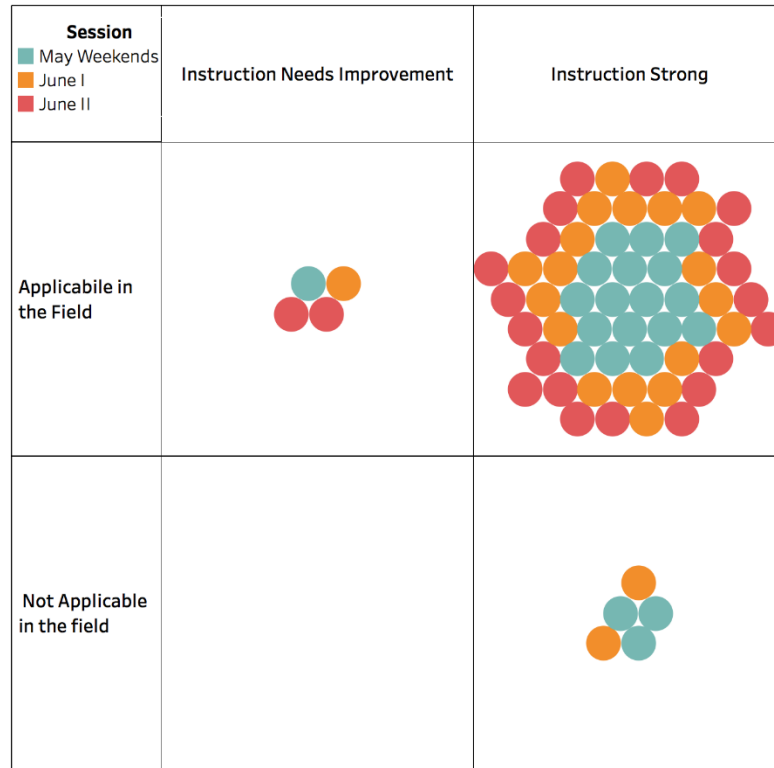 Session
May Weekends
June I
June II
Instruction Needs Improvement
Instruction Strong
Applicabile in
the Field
Not Applicable
in the field